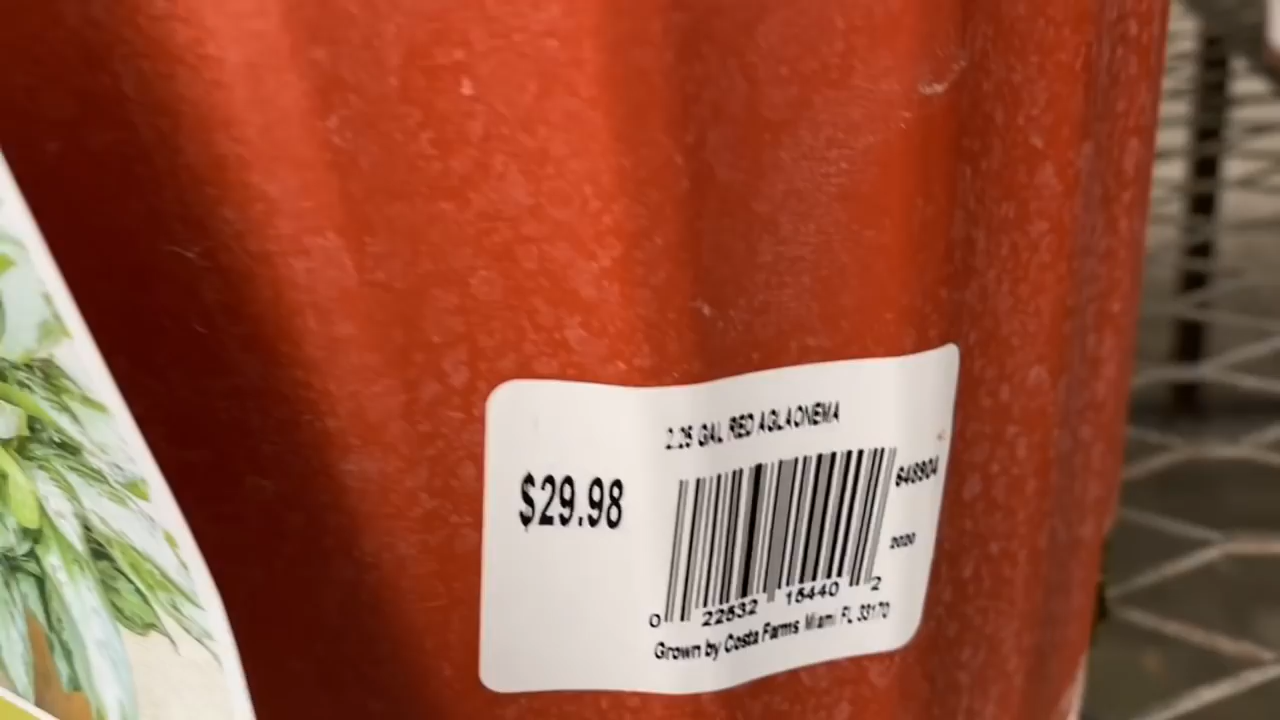 2.25 GAL RED AGLAONEMA
$29.98
648904
2020
0 22532 15440 2
Grown by Costa Farms Miami FL 33170